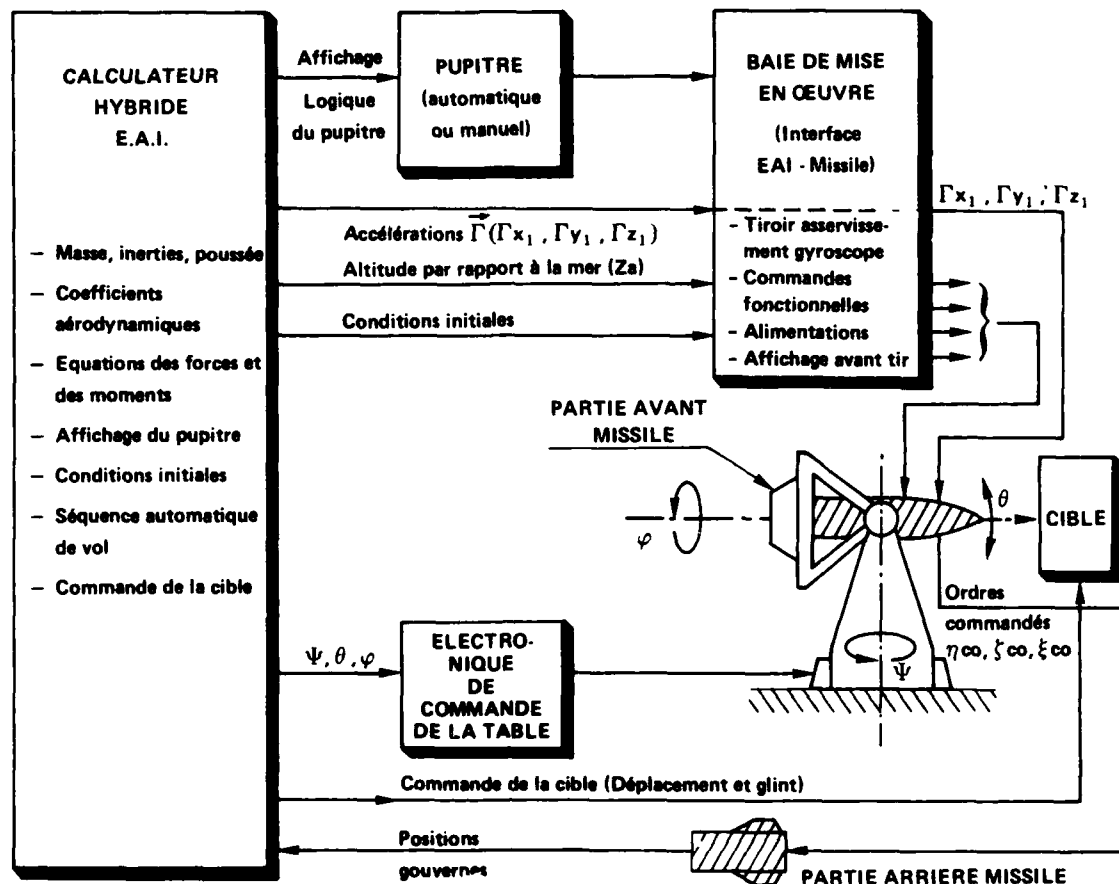 CALCULATEUR
HYBRIDE
E.A.I.
– Masse, inerties, poussée
– Coefficients
aérodynamiques
– Equations des forces et
des moments
– Affichage du pupitre
– Conditions initiales
– Séquence automatique
de vol
– Commande de la cible
Affichage
Logique
du pupitre
PUPITRE
(automatique
ou manuel)
BAIE DE MISE
EN ŒUVRE
(Interface
EAI - Missile)
- Tiroir asservisse-
ment gyroscope
- Commandes
fonctionnelles
- Alimentations
- Affichage avant tir
Γx₁ , Γy₁ , Γz₁
Accélérations Γ⃗ (Γx₁ , Γy₁ , Γz₁)
Altitude par rapport à la mer (Za)
Conditions initiales
PARTIE AVANT
MISSILE
φ
θ
CIBLE
Ordres
commandés
ηco, ζco, ξco
Ψ
Ψ, θ, φ
ELECTRO-
NIQUE
DE
COMMANDE
DE LA TABLE
Commande de la cible (Déplacement et glint)
Positions
gouvernes
PARTIE ARRIERE MISSILE